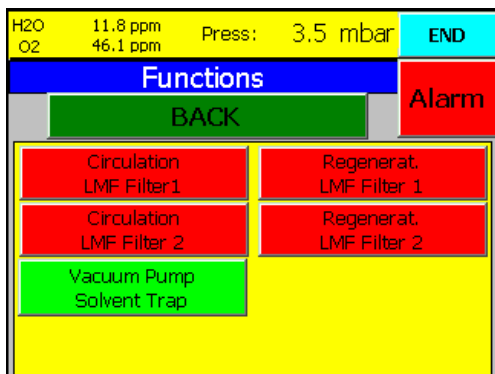 H2O 11.8 ppm Press: 3.5 mbar END
O2 46.1 ppm
Functions
Alarm
BACK
Circulation
LMF Filter1
Regenerat.
LMF Filter 1
Circulation
LMF Filter 2
Regenerat.
LMF Filter 2
Vacuum Pump
Solvent Trap